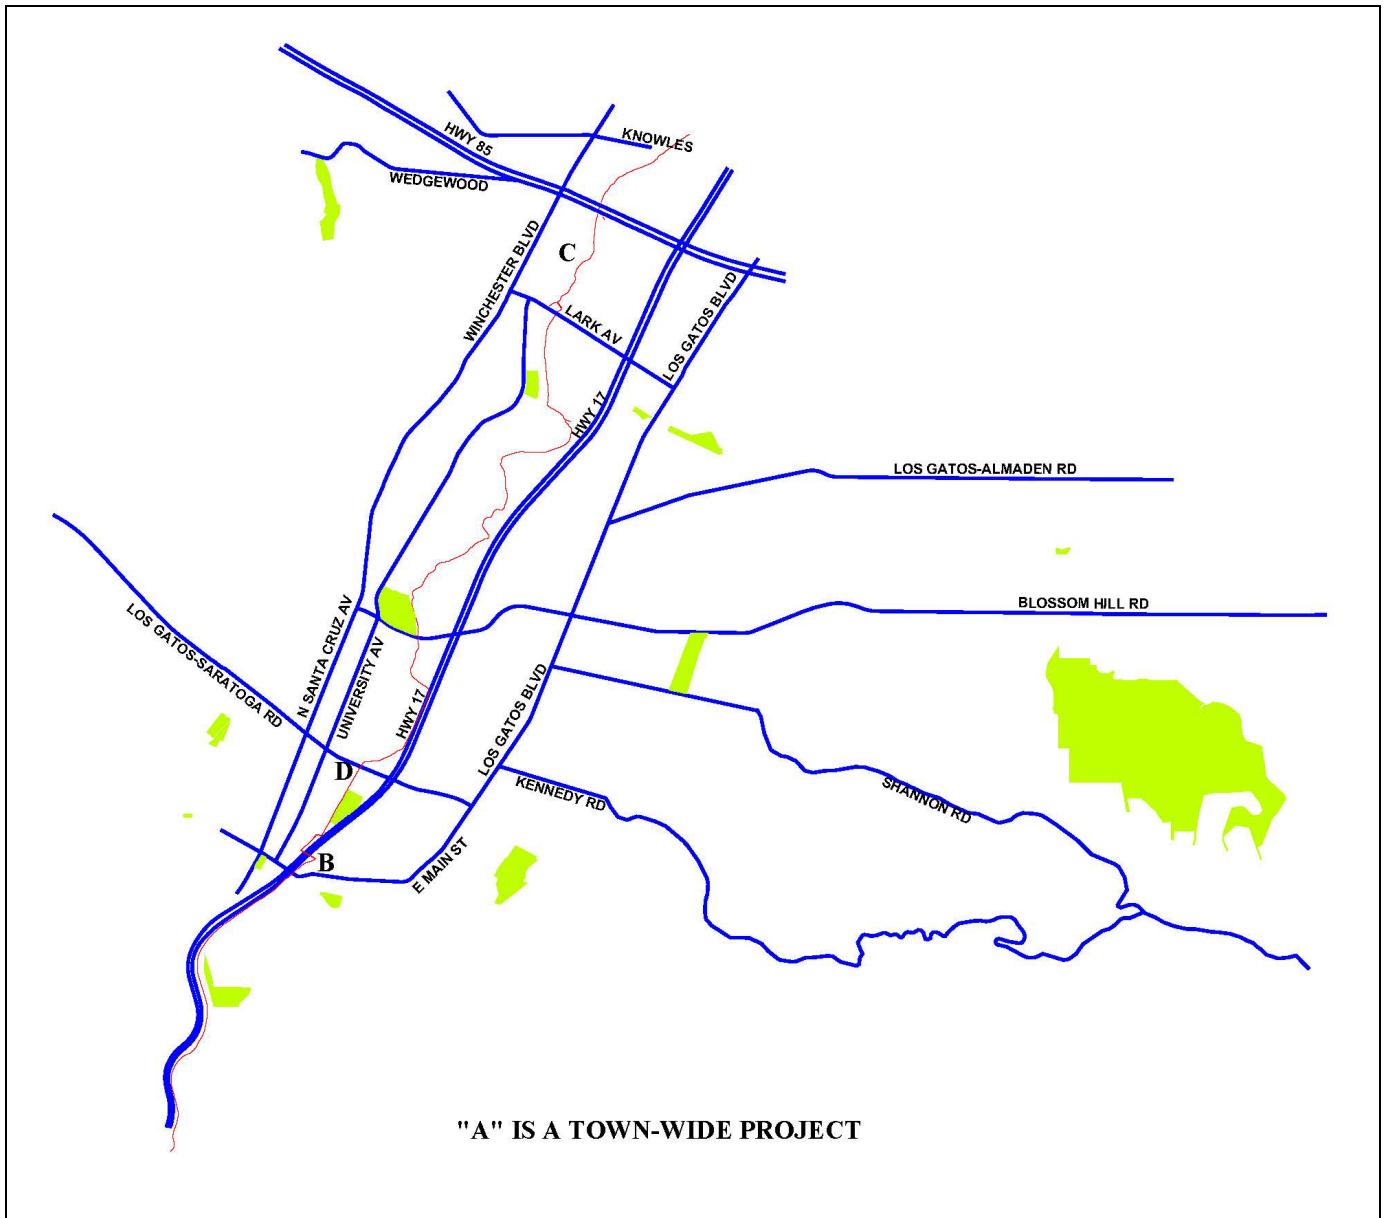 KNOWLES
HWY 85
WEDGEWOOD
WINCHESTER BLVD
C
LARK AV
LOS GATOS BLVD
HWY 17
LOS GATOS-ALMADEN RD
BLOSSOM HILL RD
LOS GATOS-SARATOGA RD
N SANTA CRUZ AV
UNIVERSITY AV
HWY 17
LOS GATOS BLVD
D
KENNEDY RD
SHANNON RD
B
E MAIN ST
"A" IS A TOWN-WIDE PROJECT